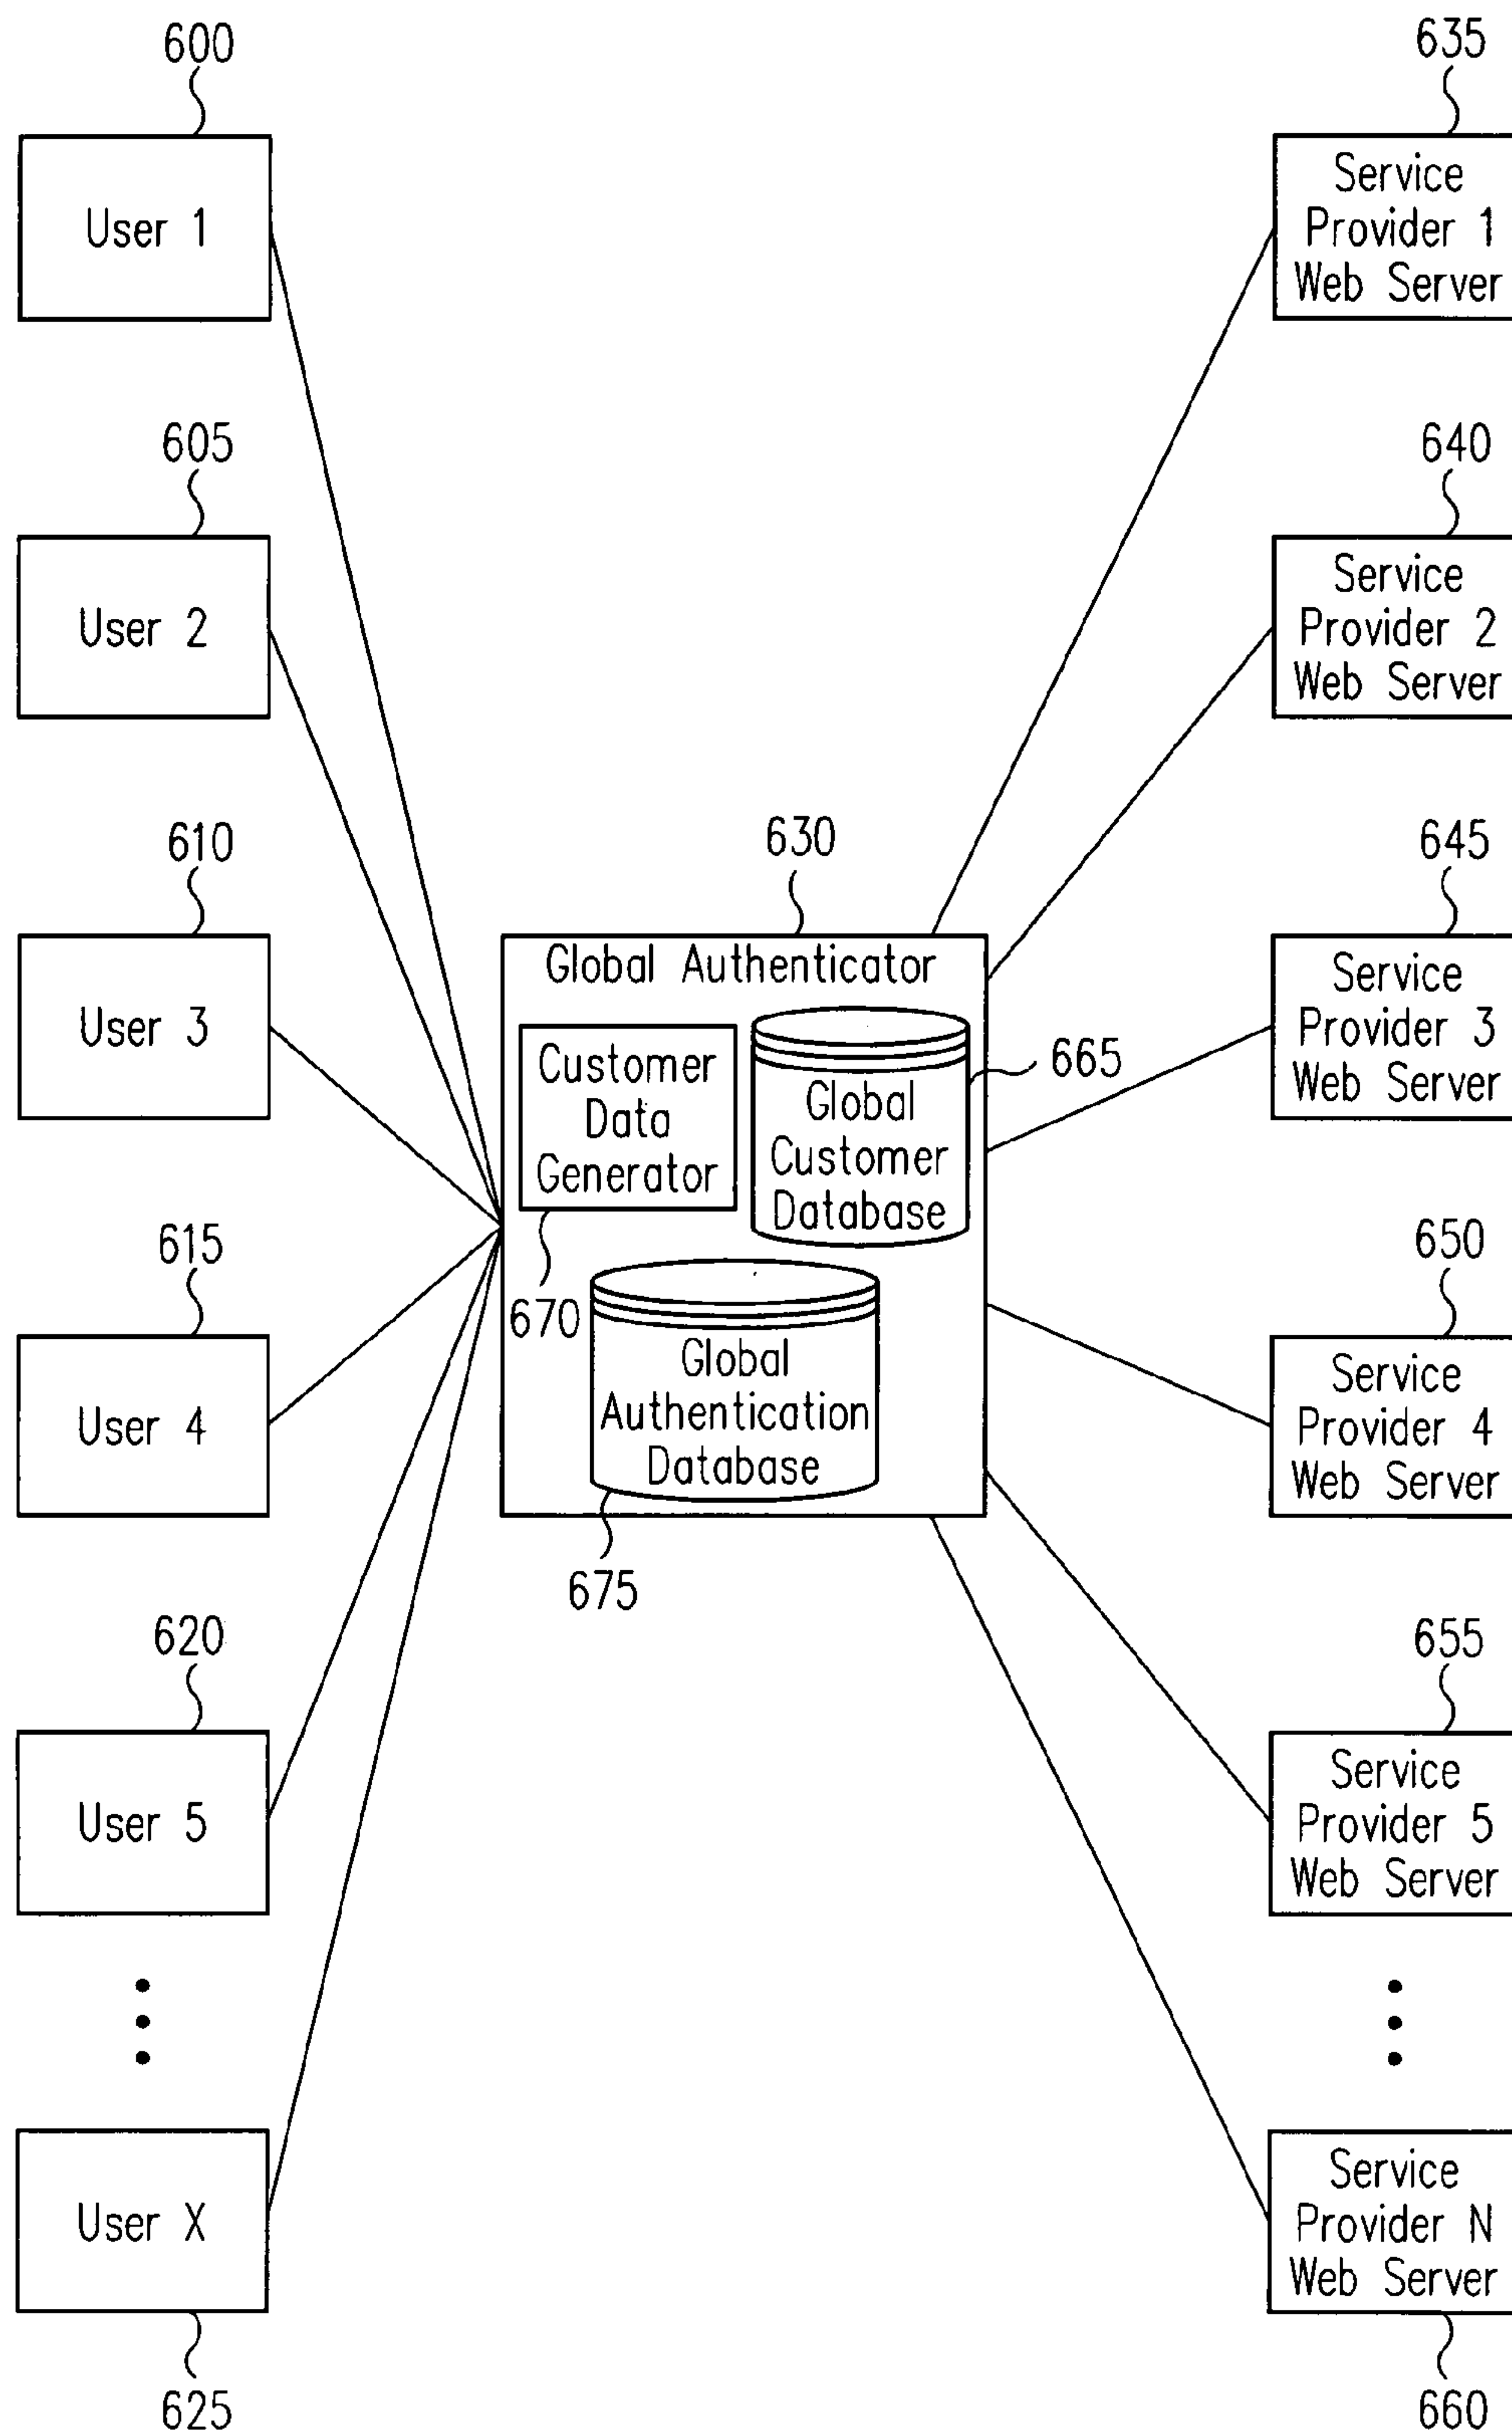 600
User 1
605
User 2
610
User 3
615
User 4
620
User 5
User X
625
630
Global Authenticator
Customer
Data
Generator
670
Global
Customer
Database
665
Global
Authentication
Database
675
635
Service
Provider 1
Web Server
640
Service
Provider 2
Web Server
645
Service
Provider 3
Web Server
650
Service
Provider 4
Web Server
655
Service
Provider 5
Web Server
Service
Provider N
Web Server
660